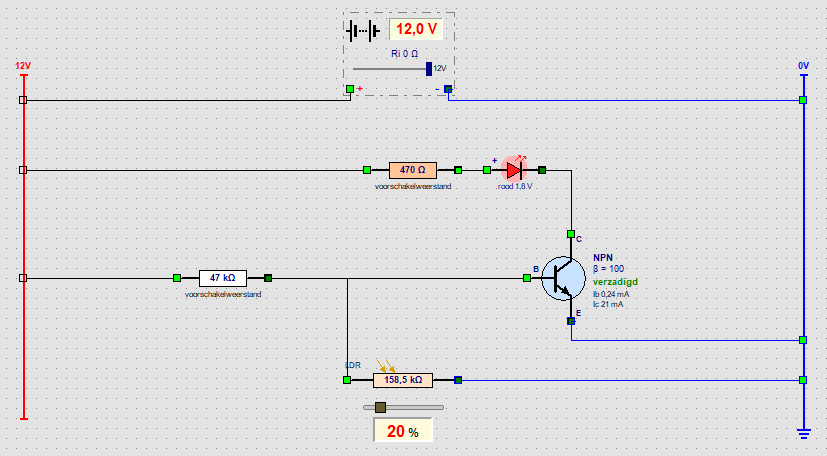 12,0 V
Ri 0 Ω
12V
+ -
12V
0V
470 Ω
voorschakelweerstand
+
rood 1,8 V
C
47 kΩ
voorschakelweerstand
B
NPN
β = 100
verzadigd
Ib 0,24 mA
Ic 21 mA
E
LDR
158,5 kΩ
20 %